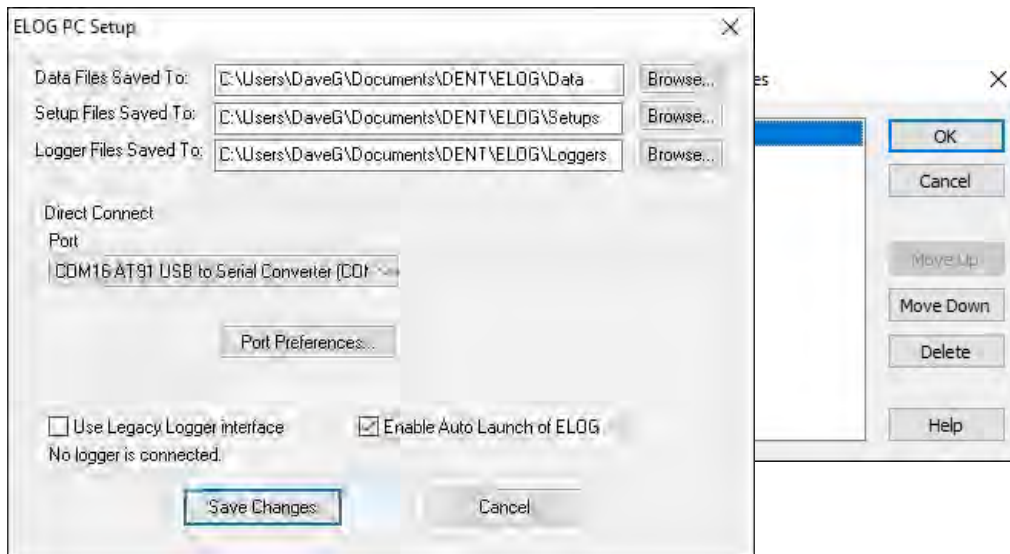 ELOG PC Setup
Data Files Saved To: C:\Users\DaveG\Documents\DENT\ELOG\Data Browse...
Setup Files Saved To: C:\Users\DaveG\Documents\DENT\ELOG\Setups Browse...
Logger Files Saved To: C:\Users\DaveG\Documents\DENT\ELOG\Loggers Browse...
Direct Connect
Port
COM16 AT91 USB to Serial Converter (CO
Port Preferences...
Use Legacy Logger interface Enable Auto Launch of ELOG
No logger is connected.
Save Changes Cancel
es
OK
Cancel
Move Up
Move Down
Delete
Help